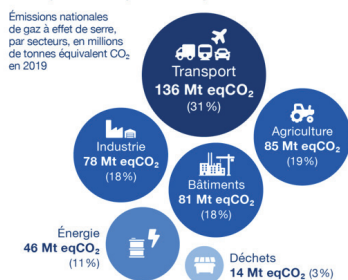 Émissions nationales
de gaz à effet de serre,
par secteurs, en millions
de tonnes équivalent CO₂
en 2019
Transport
136 Mt eqCO₂
(31 %)
Agriculture
85 Mt eqCO₂
(19 %)
Industrie
78 Mt eqCO₂
(18 %)
Bâtiments
81 Mt eqCO₂
(18 %)
Énergie
46 Mt eqCO₂
(11 %)
Déchets
14 Mt eqCO₂ (3%)